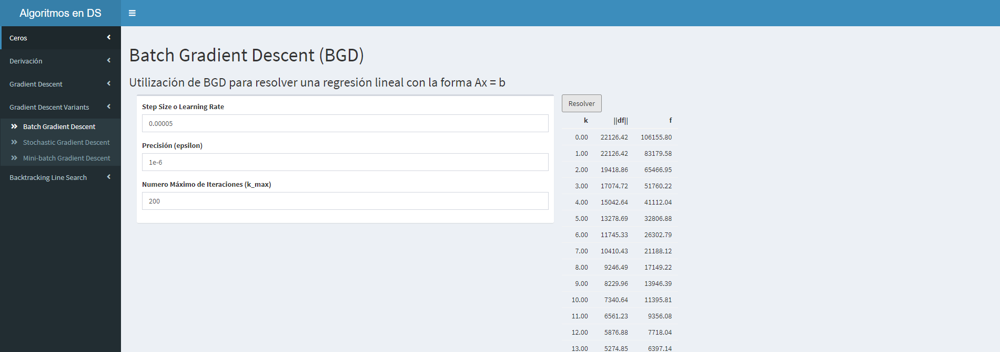 Algoritmos en DS
Ceros
Derivación
Gradient Descent
Gradient Descent Variants
Batch Gradient Descent
Stochastic Gradient Descent
Mini-batch Gradient Descent
Backtracking Line Search
Batch Gradient Descent (BGD)
Utilización de BGD para resolver una regresión lineal con la forma Ax = b
Step Size o Learning Rate
0.00005
Precisión (epsilon)
1e-6
Numero Máximo de Iteraciones (k_max)
200
Resolver
k ||df|| f
0.00 22126.42 106155.80
1.00 22126.42 83179.58
2.00 19418.86 65466.95
3.00 17074.72 51760.22
4.00 15042.64 41112.04
5.00 13278.69 32806.88
6.00 11745.33 26302.79
7.00 10410.43 21188.12
8.00 9246.49 17149.22
9.00 8229.96 13946.39
10.00 7340.64 11395.81
11.00 6561.23 9356.08
12.00 5876.88 7718.04
13.00 5274.85 6397.14